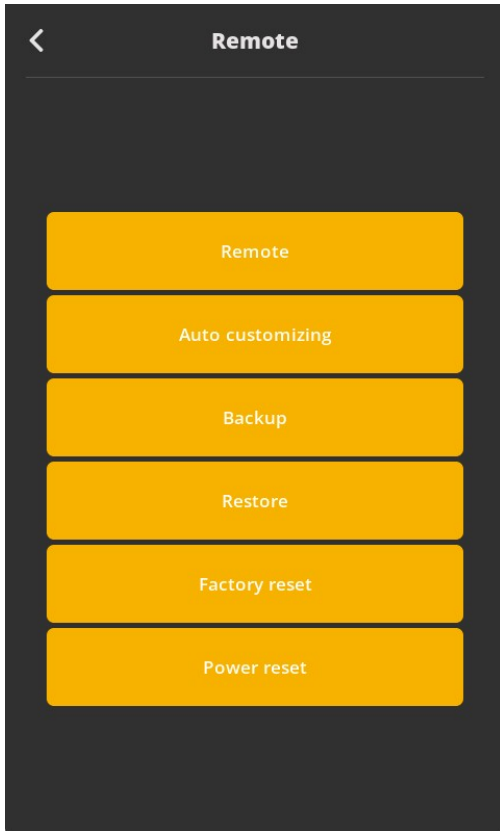 Remote
Remote
Auto customizing
Backup
Restore
Factory reset
Power reset